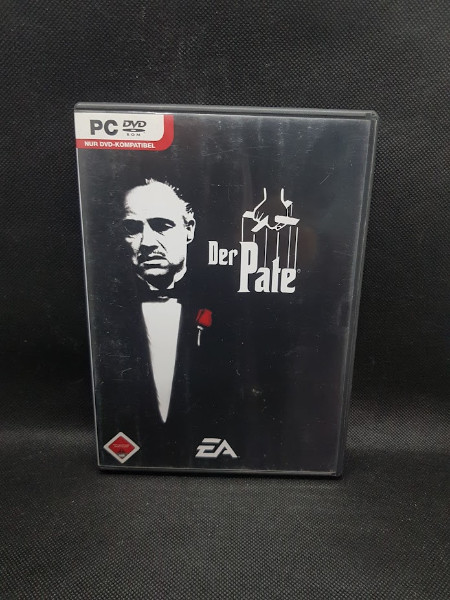 PC DVD
ROM
NUR DVD-KOMPATIBEL
Der
Pate
EA